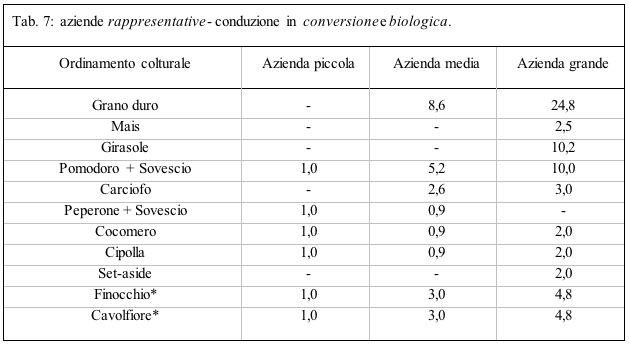 Tab. 7: aziende rappresentative - conduzione in conversione e biologica.
Ordinamento colturale Azienda piccola Azienda media Azienda grande
Grano duro - 8,6 24,8
Mais - - 2,5
Girasole - - 10,2
Pomodoro + Sovescio 1,0 5,2 10,0
Carciofo - 2,6 3,0
Peperone + Sovescio 1,0 0,9 -
Cocomero 1,0 0,9 2,0
Cipolla 1,0 0,9 2,0
Set-aside - - 2,0
Finocchio* 1,0 3,0 4,8
Cavolfiore* 1,0 3,0 4,8